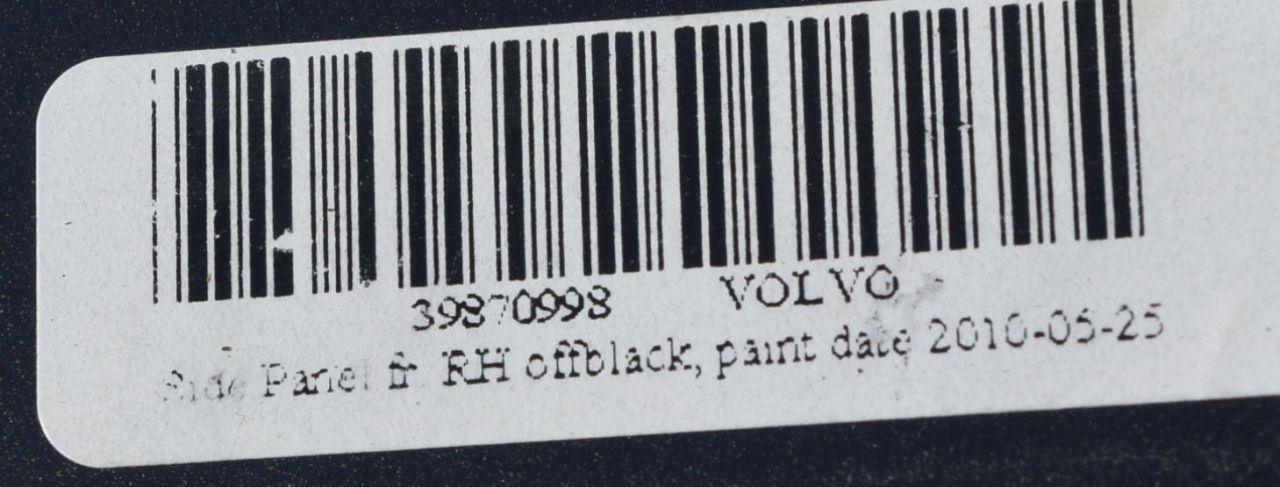 39870998 VOLVO
Side Panel fr RH offblack, paint date 2010-05-25